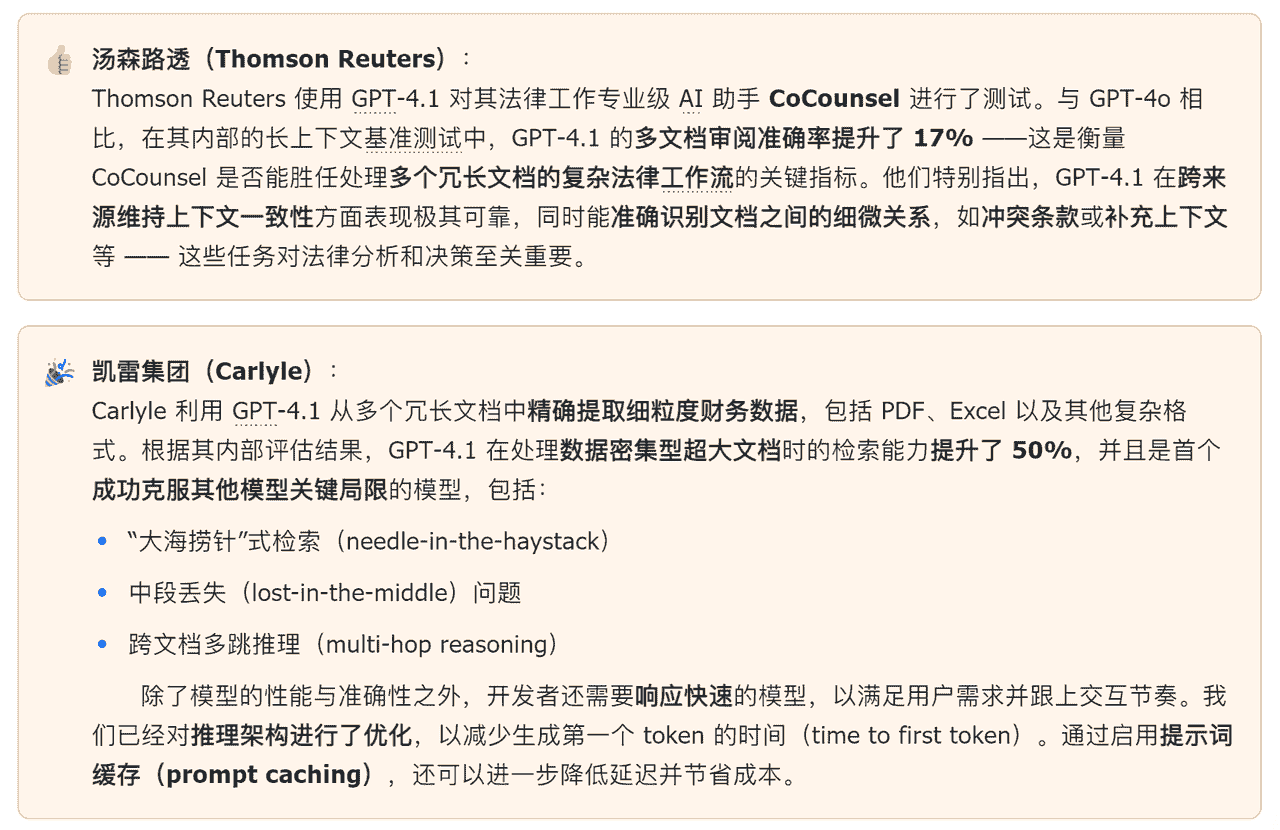 汤森路透（Thomson Reuters）：
Thomson Reuters 使用 GPT-4.1 对其法律工作专业级 AI 助手 CoCounsel 进行了测试。与 GPT-4o 相
比，在其内部的长上下文基准测试中，GPT-4.1 的多文档审阅准确率提升了 17% ——这是衡量
CoCounsel 是否能胜任处理多个冗长文档的复杂法律工作流的关键指标。他们特别指出，GPT-4.1 在跨来
源维持上下文一致性方面表现极其可靠，同时能准确识别文档之间的细微关系，如冲突条款或补充上下文
等 —— 这些任务对法律分析和决策至关重要。
凯雷集团（Carlyle）：
Carlyle 利用 GPT-4.1 从多个冗长文档中精确提取细粒度财务数据，包括 PDF、Excel 以及其他复杂格
式。根据其内部评估结果，GPT-4.1 在处理数据密集型超大文档时的检索能力提升了 50%，并且是首个
成功克服其他模型关键局限的模型，包括：
• “大海捞针”式检索（needle-in-the-haystack）
• 中段丢失（lost-in-the-middle）问题
• 跨文档多跳推理（multi-hop reasoning）
除了模型的性能与准确性之外，开发者还需要响应快速的模型，以满足用户需求并跟上交互节奏。我
们已经对推理架构进行了优化，以减少生成第一个 token 的时间（time to first token）。通过启用提示词
缓存（prompt caching），还可以进一步降低延迟并节省成本。